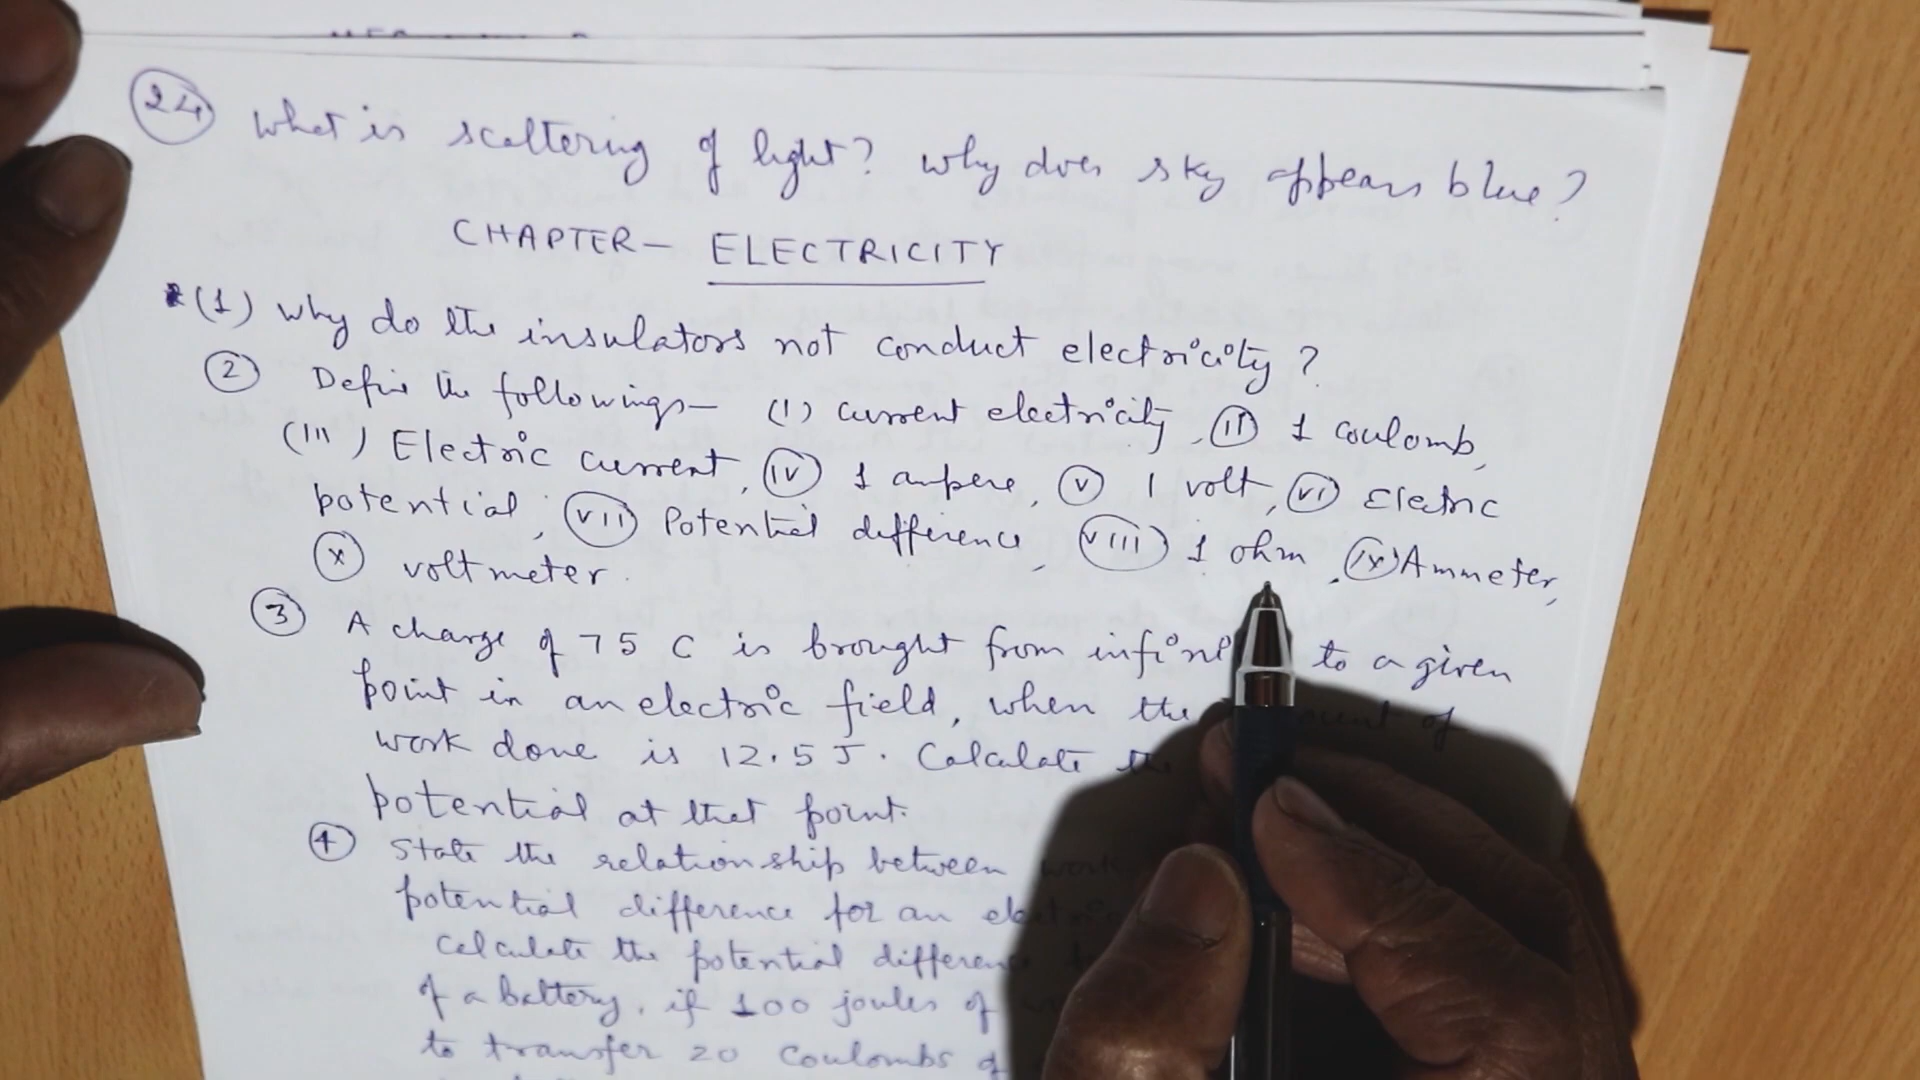 24 What is scattering of light? Why does sky appears blue?
CHAPTER- ELECTRICITY
*(1) Why do the insulators not conduct electricity?
2 Define the followings- (1) current electricity, (II) 1 coulomb,
(III) Electric current, (IV) 1 ampere, (V) 1 volt, (VI) Eletric
potential, (VII) Potential difference, (VIII) 1 ohm, (IX) Ammeter,
(X) voltmeter.
3 A charge of 75 C is brought from to a given
point in an electric field, when the of
work done is 12.5 J. Calculate
potential at that point.
4 State the relationship between work
potential difference for an
calculate the potential
of a battery, if 100 joules of
to transfer 20 coulombs